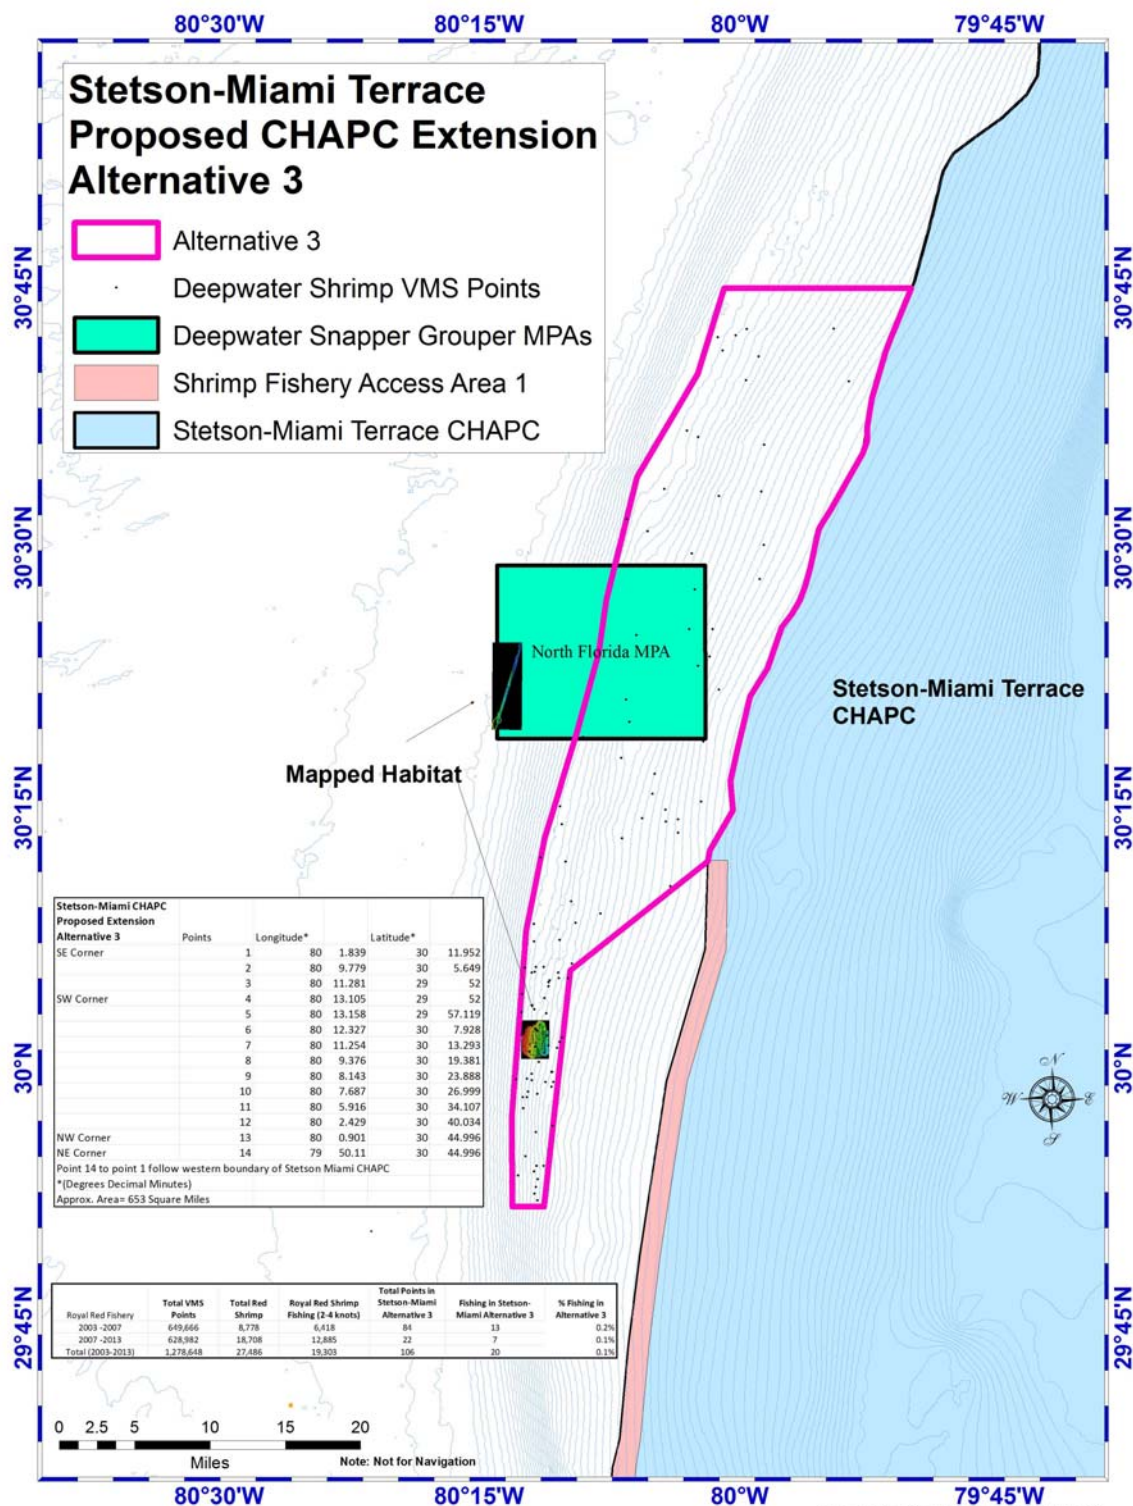 80°30'W 80°15'W 80°0' 79°45'W
Stetson-Miami Terrace
Proposed CHAPC Extension
Alternative 3
Alternative 3
Deepwater Shrimp VMS Points
Deepwater Snapper Grouper MPAs
Shrimp Fishery Access Area 1
Stetson-Miami Terrace CHAPC
30°45'N 30°45'N
30°30'N 30°30'N
North Florida MPA
Stetson-Miami Terrace
CHAPC
Mapped Habitat
30°15'N 30°15'N
Stetson-Miami CHAPC
Proposed Extension
Alternative 3 Points Longitude* Latitude*
SE Corner 1 80 1.839 30 11.952
2 80 9.779 30 5.649
3 80 11.281 29 52
SW Corner 4 80 13.105 29 52
5 80 13.158 29 57.119
6 80 12.327 30 7.928
7 80 11.254 30 13.293
8 80 9.376 30 19.381
9 80 8.143 30 23.888
10 80 7.687 30 26.999
11 80 5.916 30 34.107
12 80 2.429 30 40.034
NW Corner 13 80 0.901 30 44.996
NE Corner 14 79 50.11 30 44.996
Point 14 to point 1 follow western boundary of Stetson Miami CHAPC
*(Degrees Decimal Minutes)
Approx. Area= 653 Square Miles
30°N 30°N
N
W E
S
Royal Red Fishery Total VMS Points Total Red Shrimp Royal Red Shrimp Fishing (2-4 knots) Total Points in Stetson-Miami Alternative 3 Fishing in Stetson-Miami Alternative 3 % Fishing in Alternative 3
2003 -2007 649,666 8,778 6,418 84 13 0.2%
2007 -2013 628,982 18,708 12,885 22 7 0.1%
Total (2003-2013) 1,278,648 27,486 19,303 106 20 0.1%
29°45'N 29°45'N
0 2.5 5 10 15 20
Miles
Note: Not for Navigation
80°30'W 80°15'W 80°0' 79°45'W